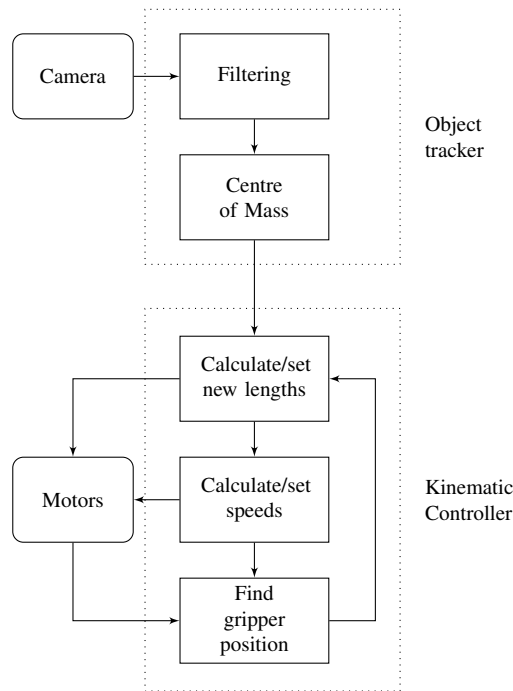 Camera
Filtering
Object
tracker
Centre
of Mass
Calculate/set
new lengths
Motors
Calculate/set
speeds
Kinematic
Controller
Find
gripper
position